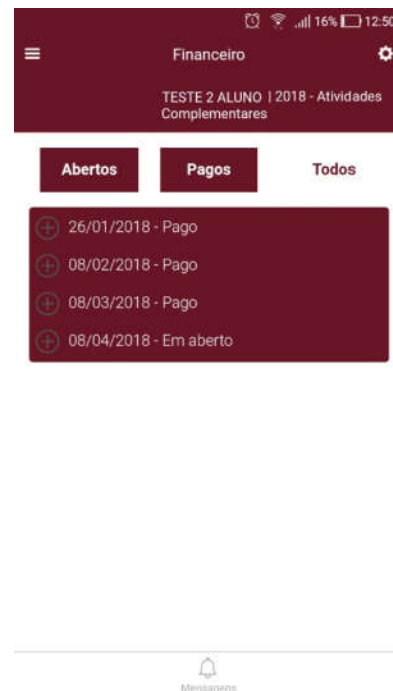 16% 12:50
Financeiro
TESTE 2 ALUNO | 2018 - Atividades
Complementares
Abertos Pagos Todos
26/01/2018 - Pago
08/02/2018 - Pago
08/03/2018 - Pago
08/04/2018 - Em aberto
Mensagens